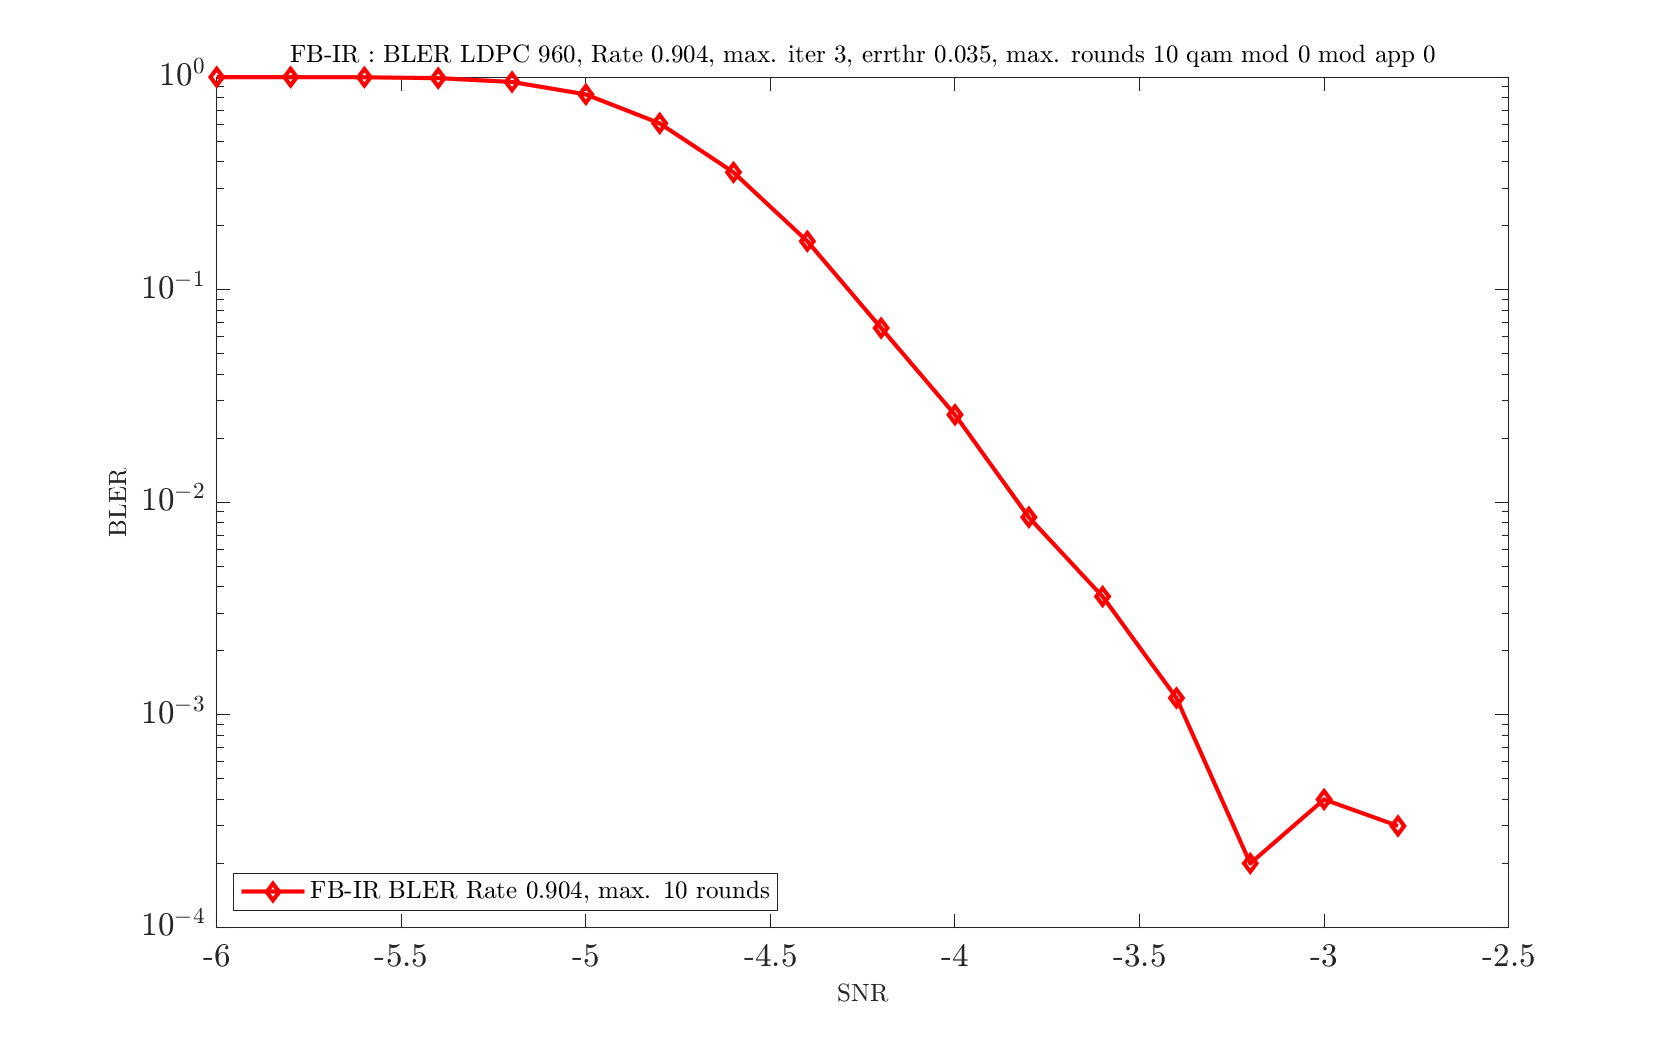 FB-IR : BLER LDPC 960, Rate 0.904, max. iter 3, errthr 0.035, max. rounds 10 qam mod 0 mod app 0
10⁰
10⁻¹
10⁻²
10⁻³
10⁻⁴
BLER
FB-IR BLER Rate 0.904, max. 10 rounds
-6 -5.5 -5 -4.5 -4 -3.5 -3 -2.5
SNR